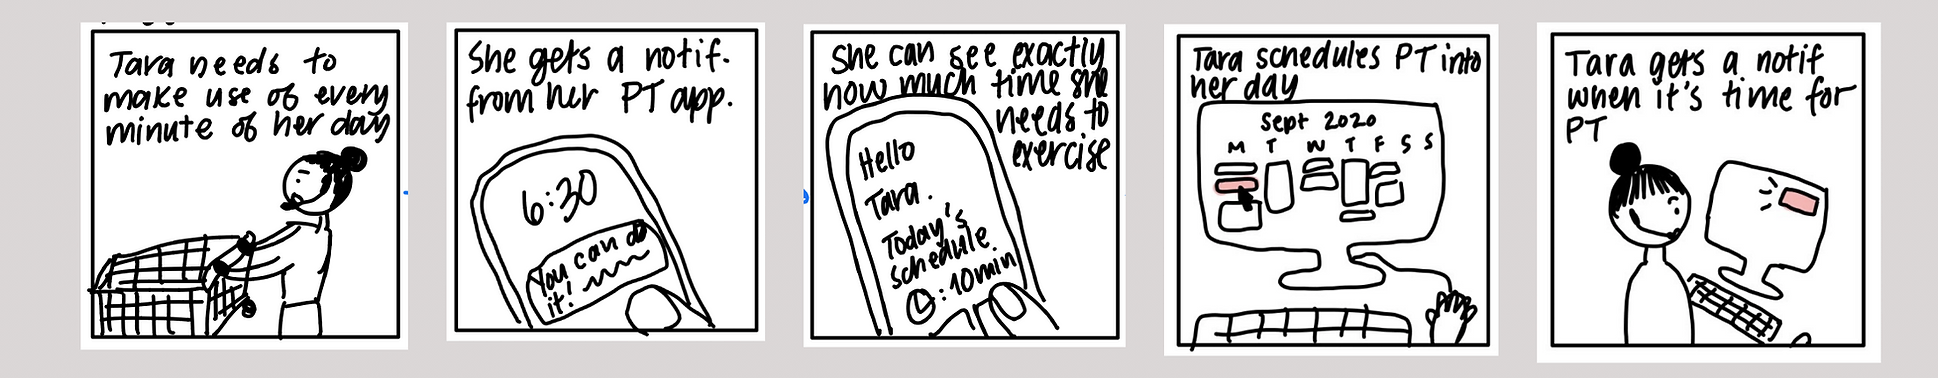 Tara needs to
make use of every
minute of her day
She gets a notif.
from her PT app.
6:30
You can do
it!
She can see exactly
how much time she
needs to
exercise
Hello
Tara.
Today's
schedule.
: 10min
Tara schedules PT into
her day
Sept 2020
M T W T F S S
Tara gets a notif
when it's time for
PT